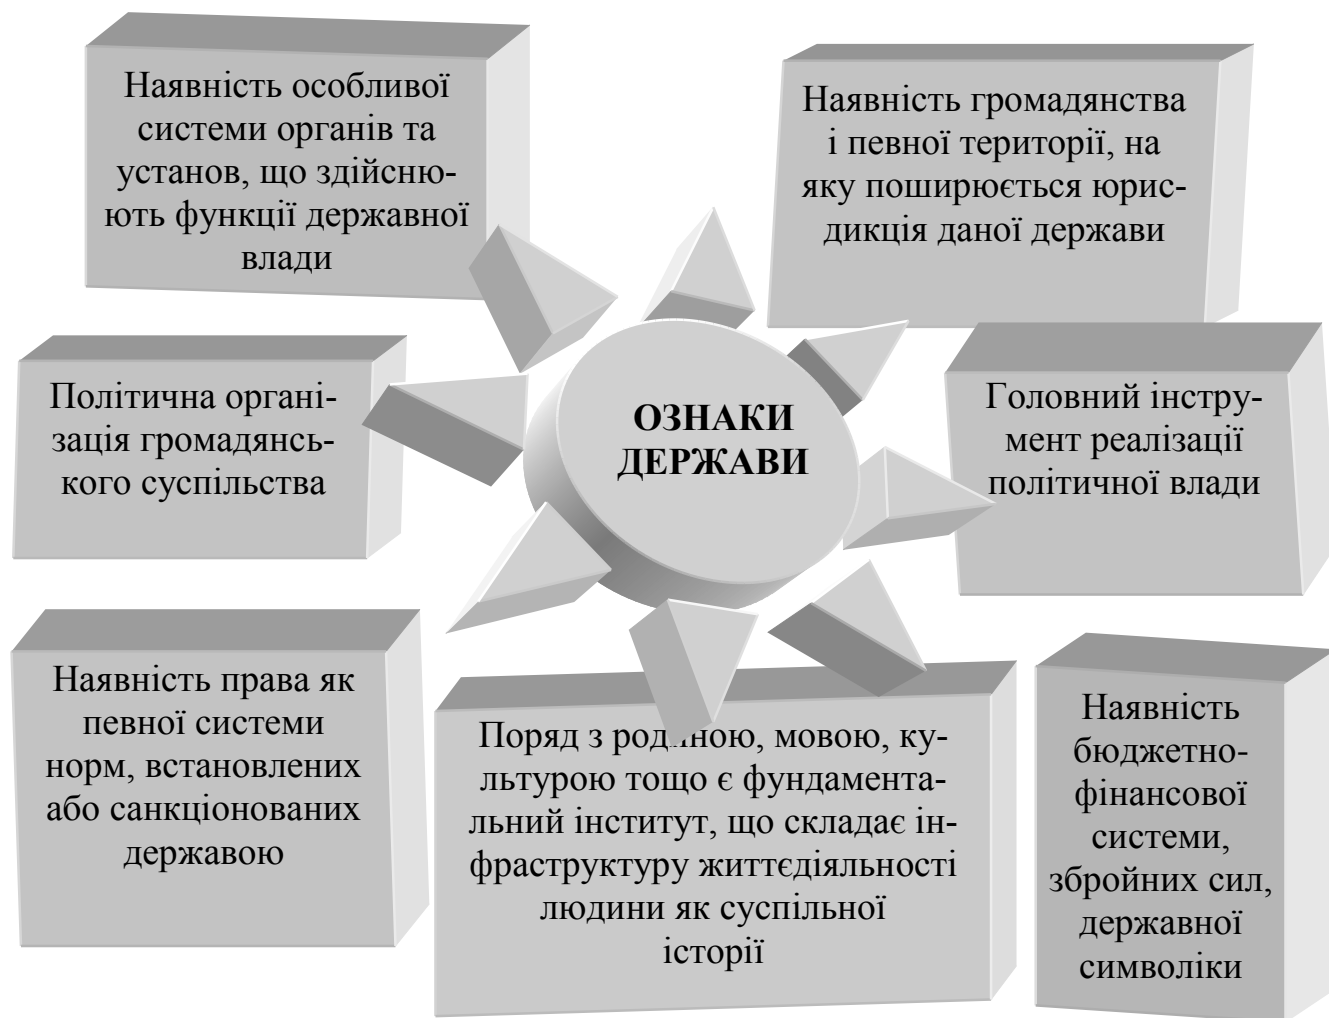 Наявність особливої
системи органів та
установ, що здійсню-
ють функції державної
влади
Наявність громадянства
і певної території, на
яку поширюється юрис-
дикція даної держави
Політична органі-
зація громадянсь-
кого суспільства
ОЗНАКИ
ДЕРЖАВИ
Головний інстру-
мент реалізації
політичної влади
Наявність права як
певної системи
норм, встановлених
або санкціонованих
державою
Поряд з родиною, мовою, ку-
льтурою тощо є фундамента-
льний інститут, що складає ін-
фраструктуру життєдіяльності
людини як суспільної
історії
Наявність
бюджетно-
фінансової
системи,
збройних сил,
державної
символіки